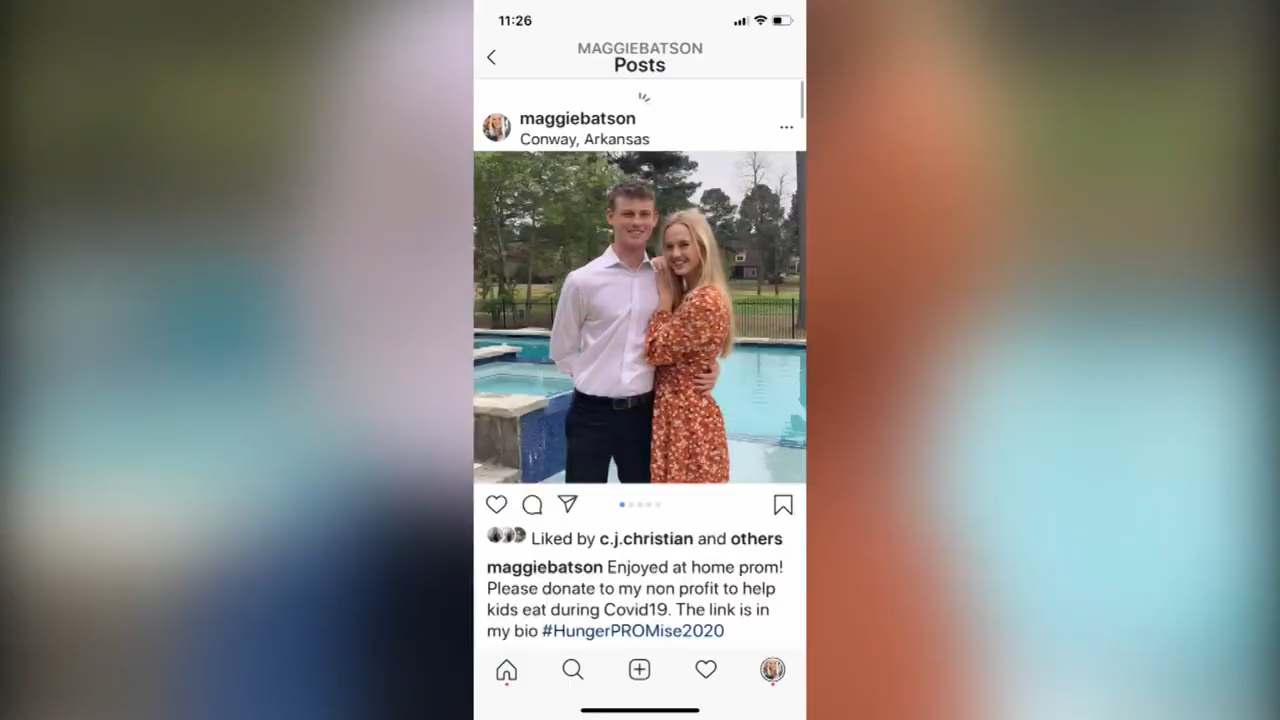 11:26
MAGGIEBATSON
Posts
maggiebatson
Conway, Arkansas
Liked by c.j.christian and others
maggiebatson Enjoyed at home prom!
Please donate to my non profit to help
kids eat during Covid19. The link is in
my bio #HungerPROMise2020